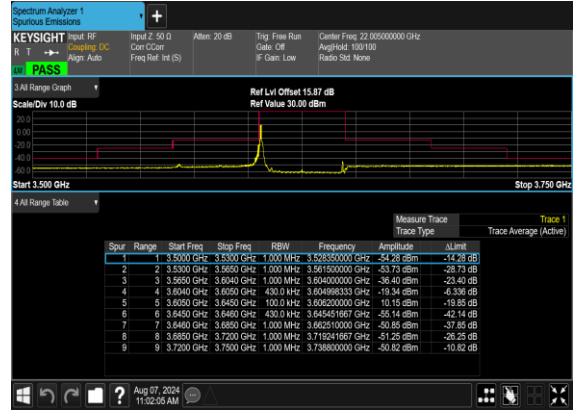 Spectrum Analyzer 1
Spurious Emissions
KEYSIGHT Input: RF Input Z: 50 Ω Atten: 20 dB Trig: Free Run Center Freq: 22.005000000 GHz
R T Coupling: DC Corr CCorr Gate: Off Avg|Hold: 100/100
Align: Auto Freq Ref: Int (S) IF Gain: Low Radio Std: None
PASS
3 All Range Graph
Ref Lvl Offset 15.87 dB
Scale/Div 10.0 dB Ref Value 30.00 dBm
20.0
0.00
-20.0
-40.0
-60.0
Start 3.500 GHz Stop 3.750 GHz
4 All Range Table
Measure Trace Trace 1
Trace Type Trace Average (Active)
Spur Range Start Freq Stop Freq RBW Frequency Amplitude ΔLimit
1 1 3.5000 GHz 3.5300 GHz 1.000 MHz 3.528350000 GHz -54.28 dBm -14.28 dB
2 2 3.5300 GHz 3.5650 GHz 1.000 MHz 3.561500000 GHz -53.73 dBm -28.73 dB
3 3 3.5650 GHz 3.6040 GHz 1.000 MHz 3.604000000 GHz -36.40 dBm -23.40 dB
4 4 3.6040 GHz 3.6050 GHz 430.0 kHz 3.604998333 GHz -19.34 dBm -6.336 dB
5 5 3.6050 GHz 3.6450 GHz 100.0 kHz 3.606200000 GHz 10.15 dBm -19.85 dB
6 6 3.6450 GHz 3.6460 GHz 430.0 kHz 3.645451667 GHz -55.14 dBm -42.14 dB
7 7 3.6460 GHz 3.6850 GHz 1.000 MHz 3.662510000 GHz -50.85 dBm -37.85 dB
8 8 3.6850 GHz 3.7200 GHz 1.000 MHz 3.719241667 GHz -51.25 dBm -26.25 dB
9 9 3.7200 GHz 3.7500 GHz 1.000 MHz 3.738800000 GHz -50.82 dBm -10.82 dB
Aug 07, 2024
11:02:05 AM